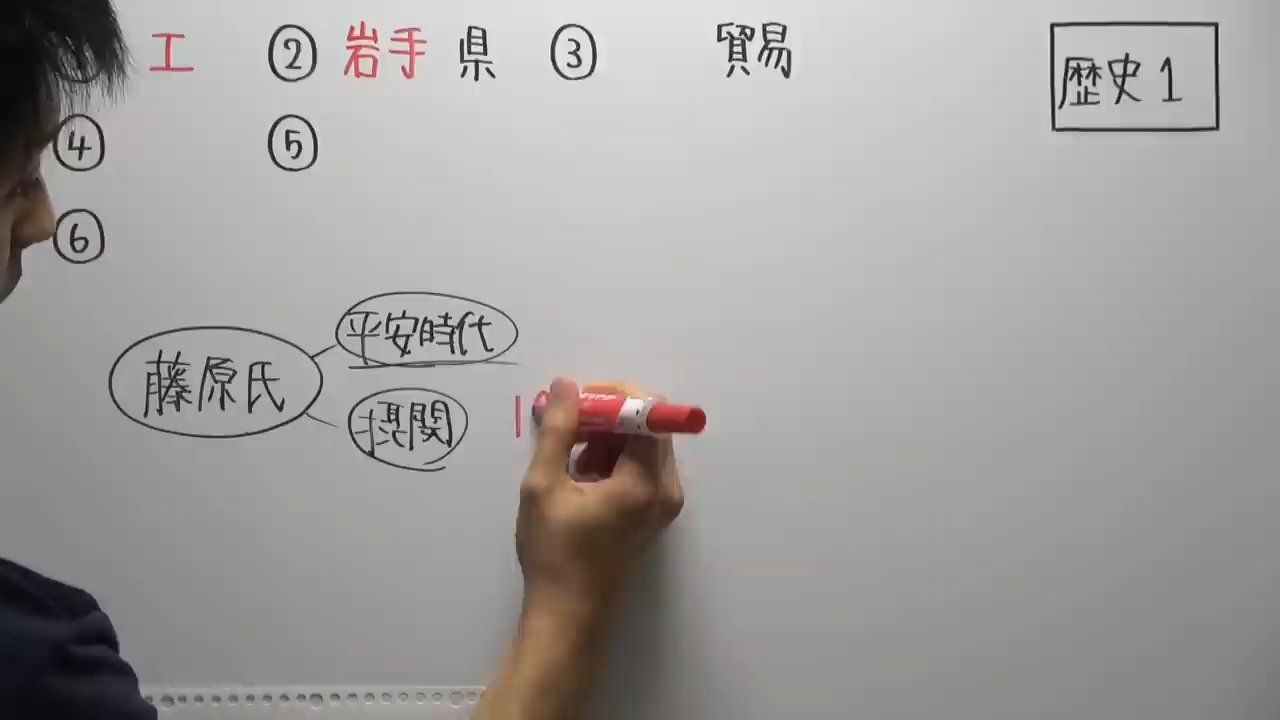 エ ② 岩手 県 ③ 貿易
歴史1
④ ⑤
⑥
平安時代
藤原氏
摂関